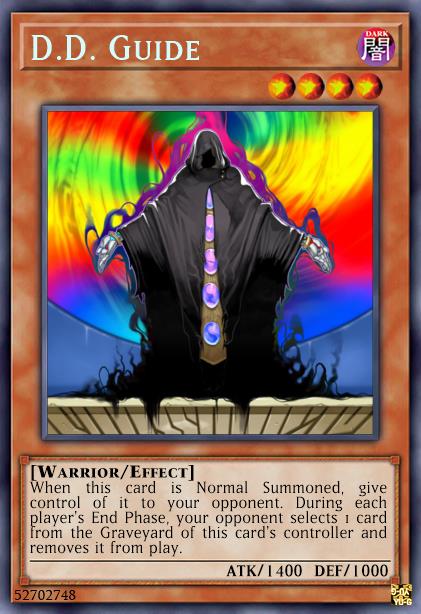 D.D. Guide
DARK
闇
[Warrior/Effect]
When this card is Normal Summoned, give
control of it to your opponent. During each
player's End Phase, your opponent selects 1 card
from the Graveyard of this card's controller and
removes it from play.
ATK/1400 DEF/1000
52702748